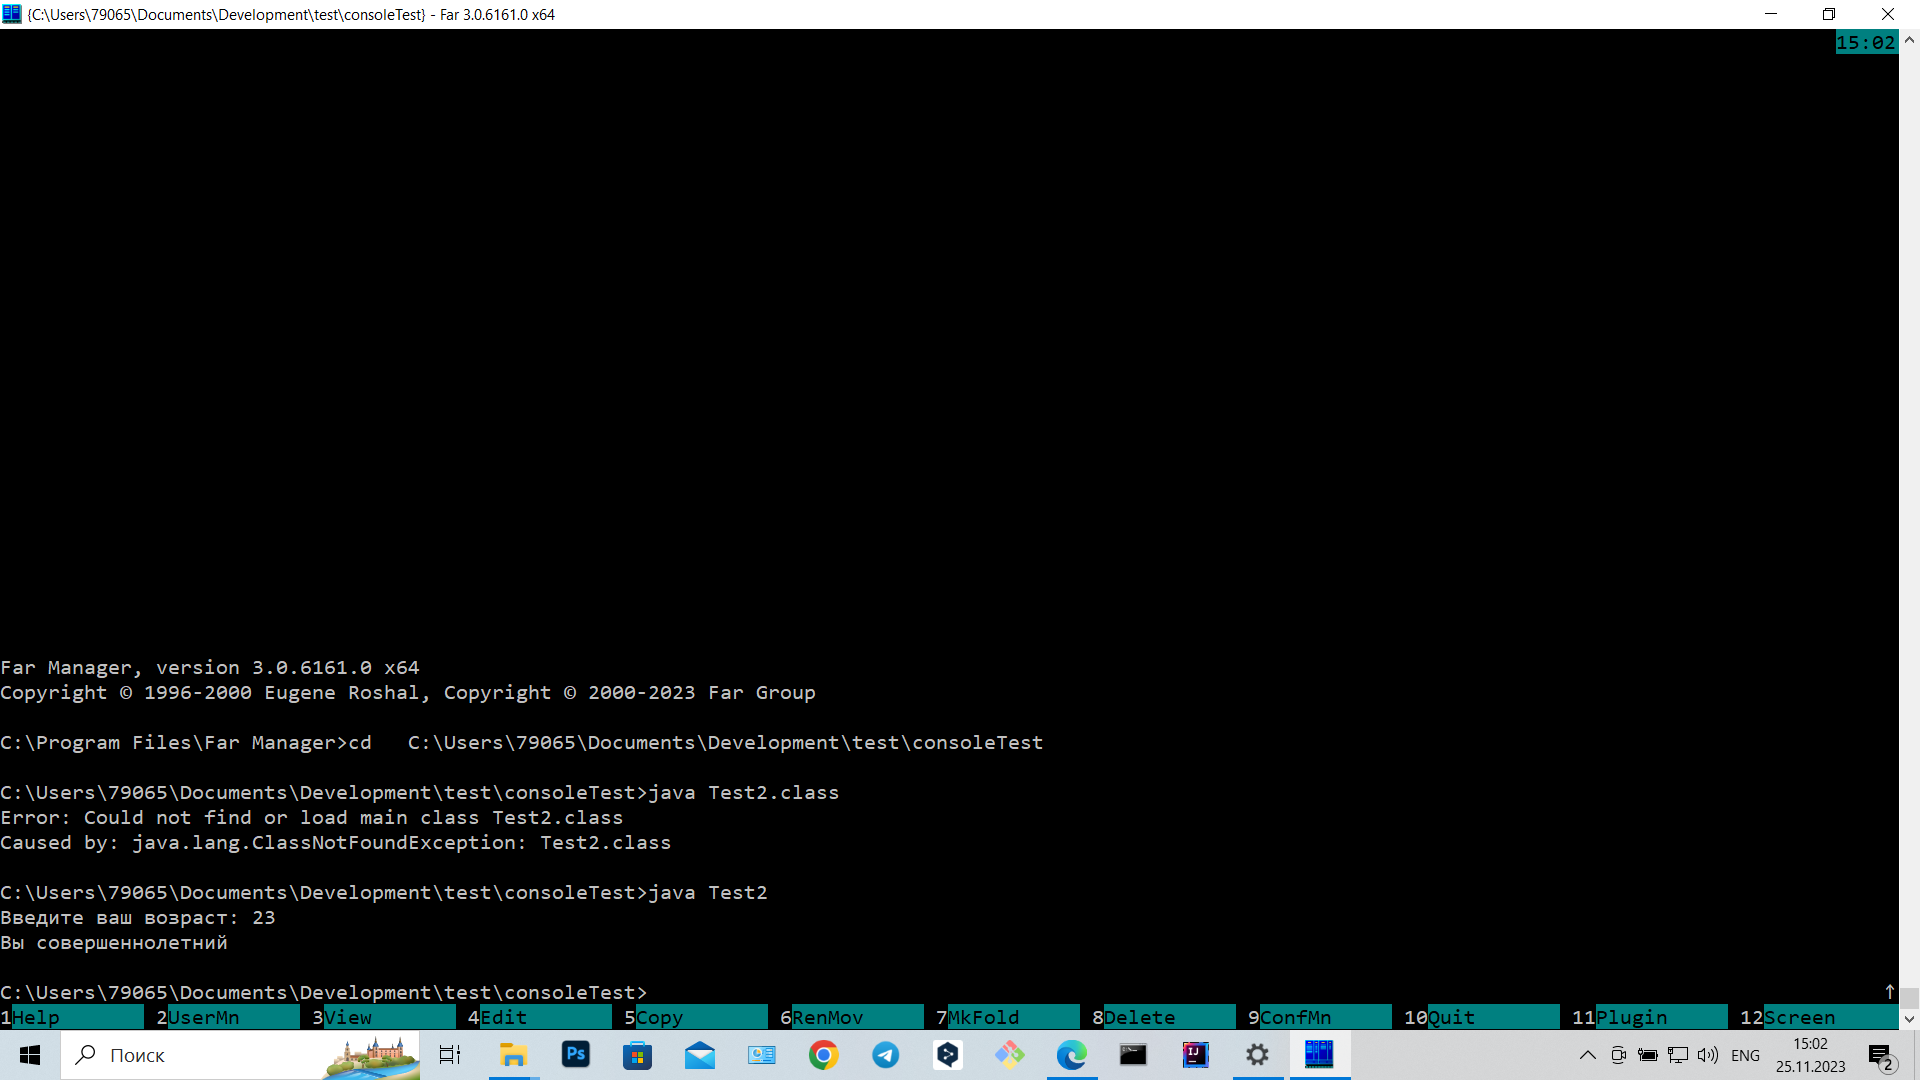 {C:\Users\79065\Documents\Development\test\consoleTest} - Far 3.0.6161.0 x64
15:02
Far Manager, version 3.0.6161.0 x64
Copyright © 1996-2000 Eugene Roshal, Copyright © 2000-2023 Far Group
C:\Program Files\Far Manager>cd   C:\Users\79065\Documents\Development\test\consoleTest
C:\Users\79065\Documents\Development\test\consoleTest>java Test2.class
Error: Could not find or load main class Test2.class
Caused by: java.lang.ClassNotFoundException: Test2.class
C:\Users\79065\Documents\Development\test\consoleTest>java Test2
Введите ваш возраст: 23
Вы совершеннолетний
C:\Users\79065\Documents\Development\test\consoleTest>
1Help 2UserMn 3View 4Edit 5Copy 6RenMov 7MkFold 8Delete 9ConfMn 10Quit 11Plugin 12Screen
Поиск Ps IJ ENG 15:02
25.11.2023 2